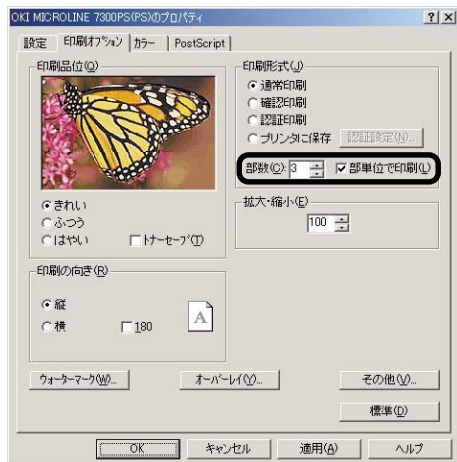 OKI MICROLINE 7300PS(PS)のプロパティ
? ×
設定 印刷オプション カラー PostScript
印刷品位(Q)
きれい
ふつう
はやい
トナーセーブ(T)
印刷の向き(R)
縦
横
180
A
印刷形式(J)
通常印刷
確認印刷
認証印刷
プリンタに保存 認証設定(N)...
部数(C): 3 部単位で印刷(L)
拡大・縮小(E)
100
ウォーターマーク(W)... オーバーレイ(Y)... その他(V)...
標準(D)
OK キャンセル 適用(A) ヘルプ